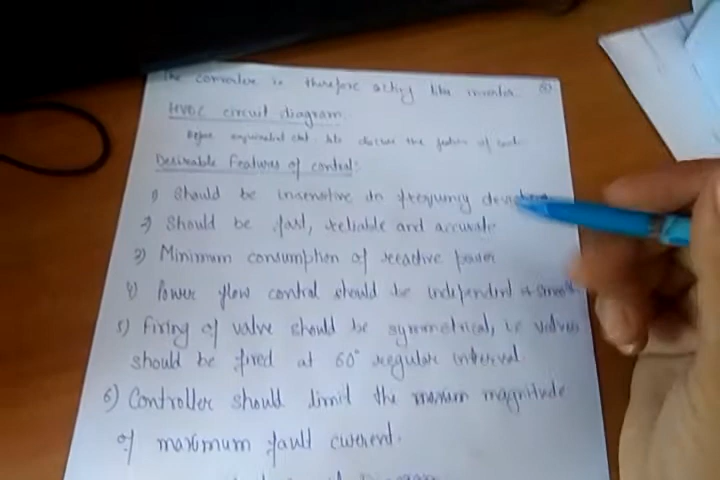 The converter is therefore acting like inverter.
HVDC circuit diagram
the
Desirable Features of control:
1) Should be insensitive to frequency
2) Should be fast, reliable and accurate
3) Minimum consumption of reactive power
4) Power flow control should be independent &
5) Firing of valve should be symmetrical, i.e valves
should be fired at 60° regular interval
6) Controller should limit the magnitude
of maximum fault current.